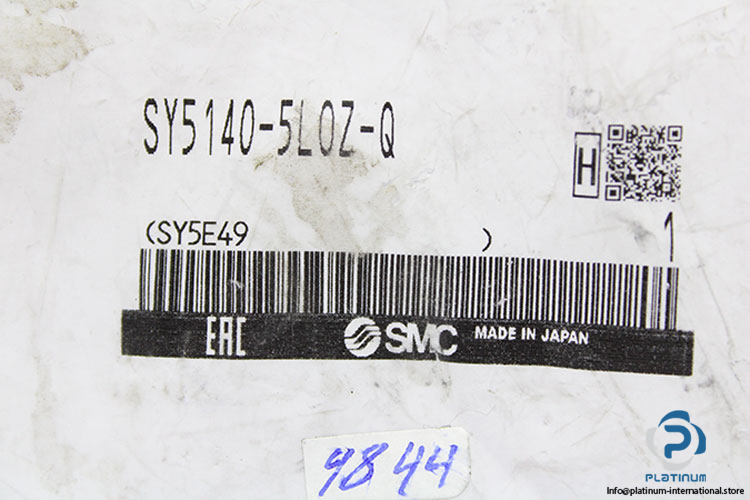 SY5140-5LOZ-Q
H
(SY5E49 )
1
EAC
SMC MADE IN JAPAN
9844
PLATINUM
Info@platinum-international.store